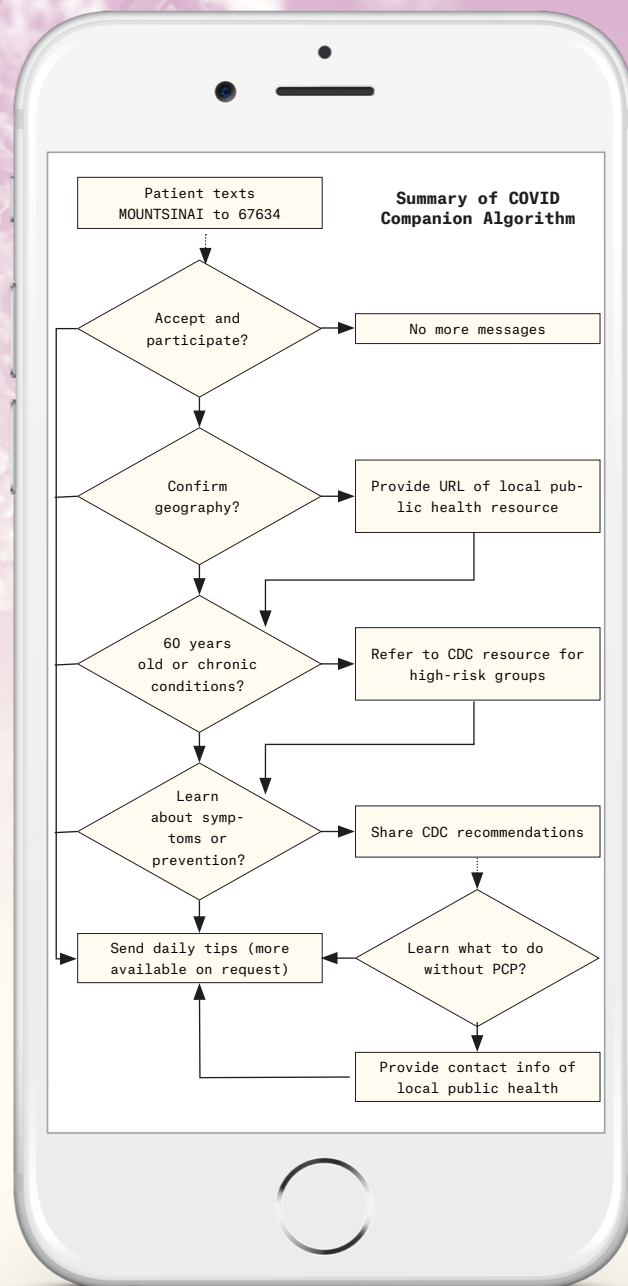 Patient texts
MOUNTSINAI to 67634
Summary of COVID
Companion Algorithm
Accept and
participate?
No more messages
Confirm
geography?
Provide URL of local pub-
lic health resource
60 years
old or chronic
conditions?
Refer to CDC resource for
high-risk groups
Learn
about symp-
toms or
prevention?
Share CDC recommendations
Send daily tips (more
available on request)
Learn what to do
without PCP?
Provide contact info of
local public health